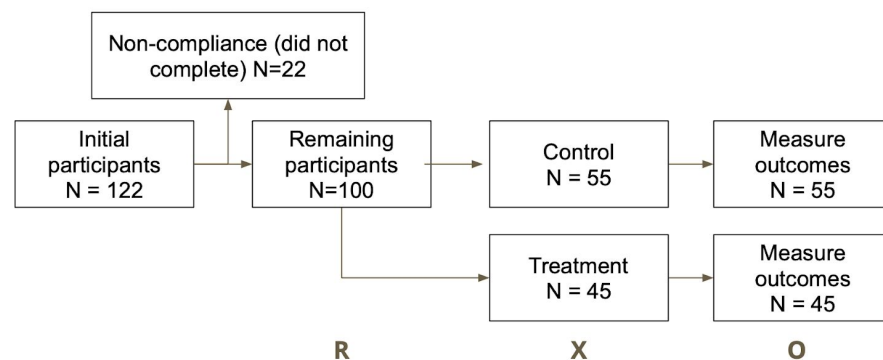 Non-compliance (did not
complete) N=22
Initial
participants
N = 122
Remaining
participants
N=100
Control
N = 55
Measure
outcomes
N = 55
Treatment
N = 45
Measure
outcomes
N = 45
R
X
O